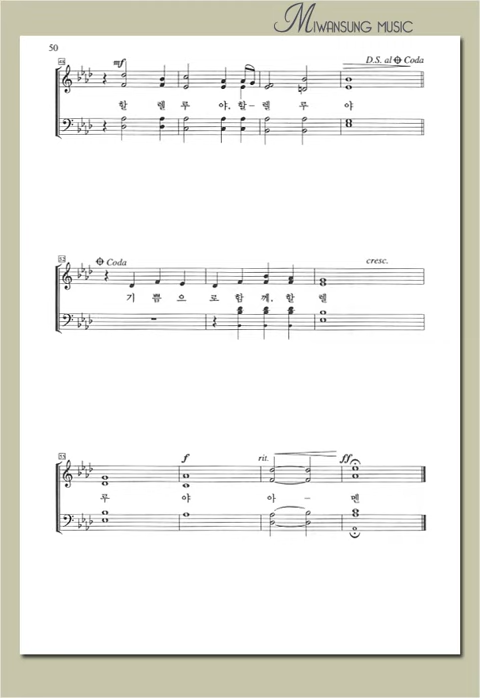 MIWANSUNG MUSIC
50
mf D.S. al Coda
할 렐 루 야, 할 - 렐 루 야
Coda cresc.
기 쁨 으 로 함 께, 할 렐
f rit. ff
루 야 아 - 멘